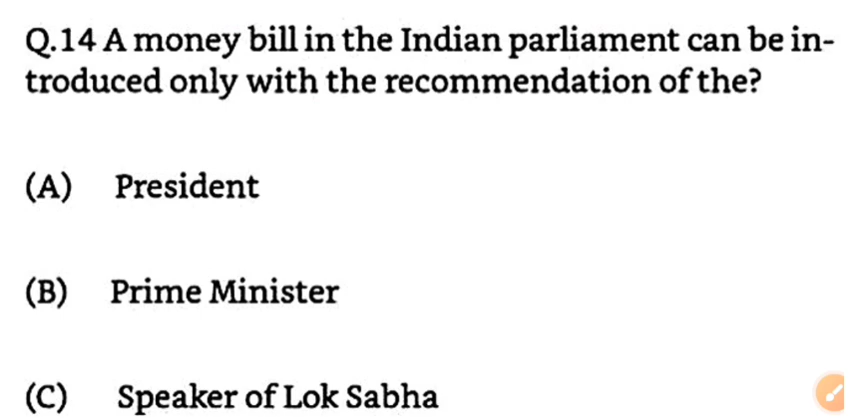 Q.14 A money bill in the Indian parliament can be in-
troduced only with the recommendation of the?
(A) President
(B) Prime Minister
(C) Speaker of Lok Sabha